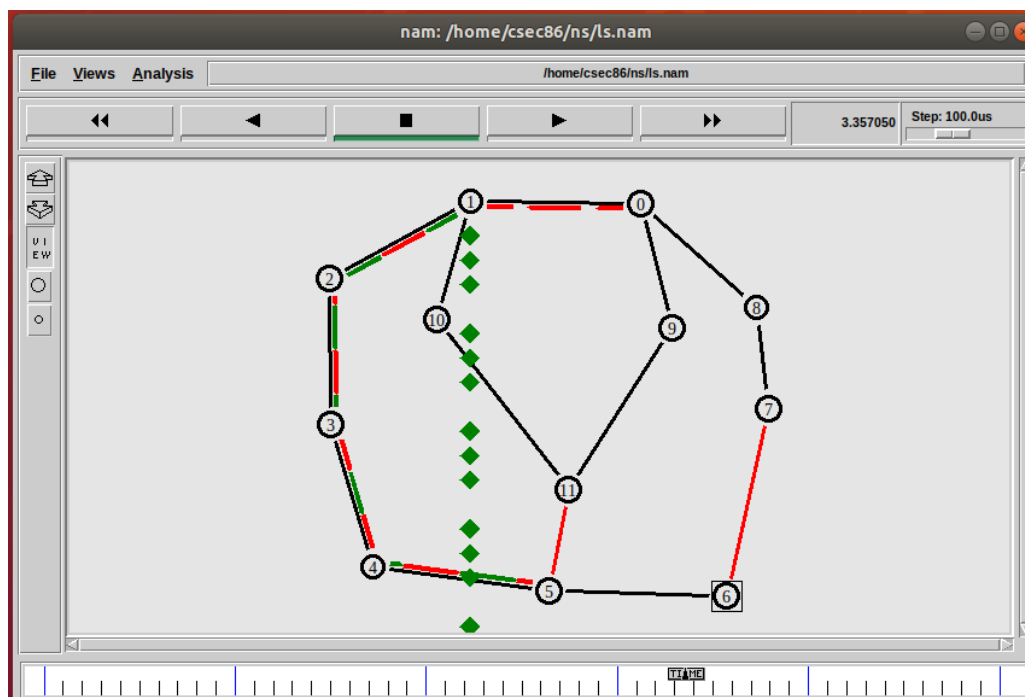 nam: /home/csec86/ns/ls.nam
File Views Analysis /home/csec86/ns/ls.nam
3.357050 Step: 100.0us
V I
E W
1 0
2
8
10
9
7
3
11
4
5
6
TIME